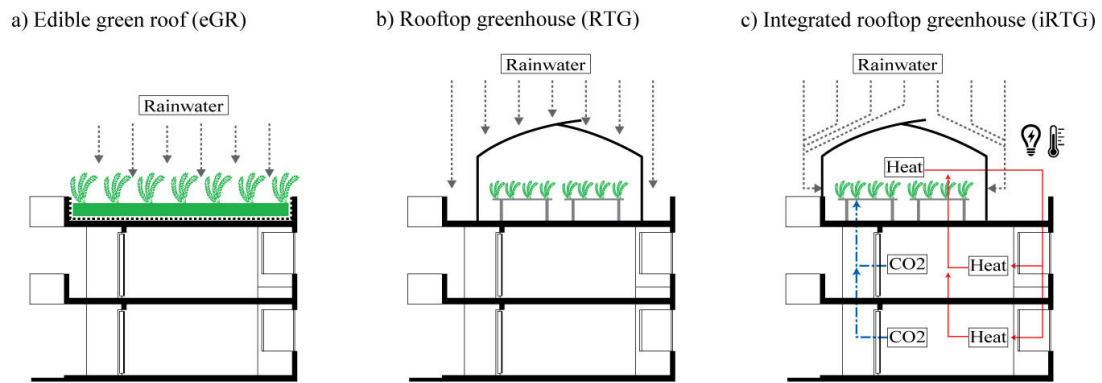 a) Edible green roof (eGR)
b) Rooftop greenhouse (RTG)
c) Integrated rooftop greenhouse (iRTG)
Rainwater
Rainwater
Rainwater
Heat
CO2
Heat
CO2
Heat